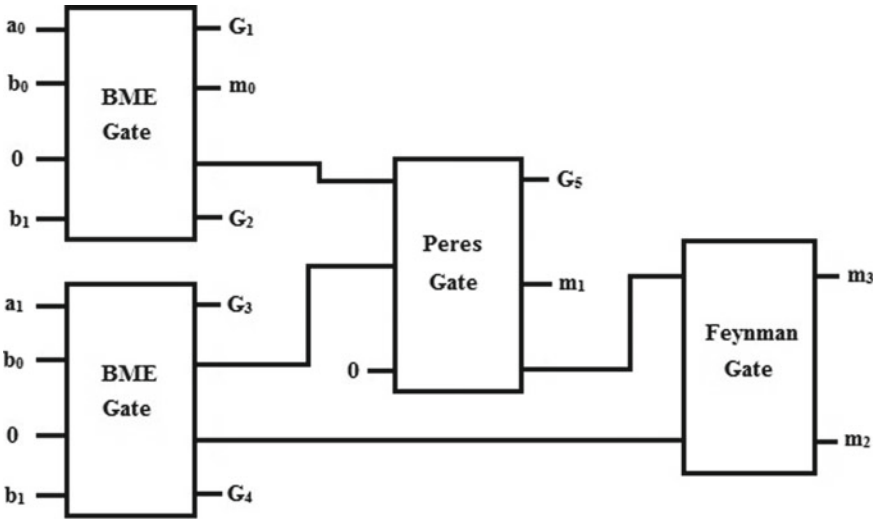 a₀
G₁
b₀
BME
Gate
m₀
0
b₁
G₂
Peres
Gate
G₅
m₁
0
a₁
G₃
b₀
BME
Gate
0
b₁
G₄
Feynman
Gate
m₃
m₂